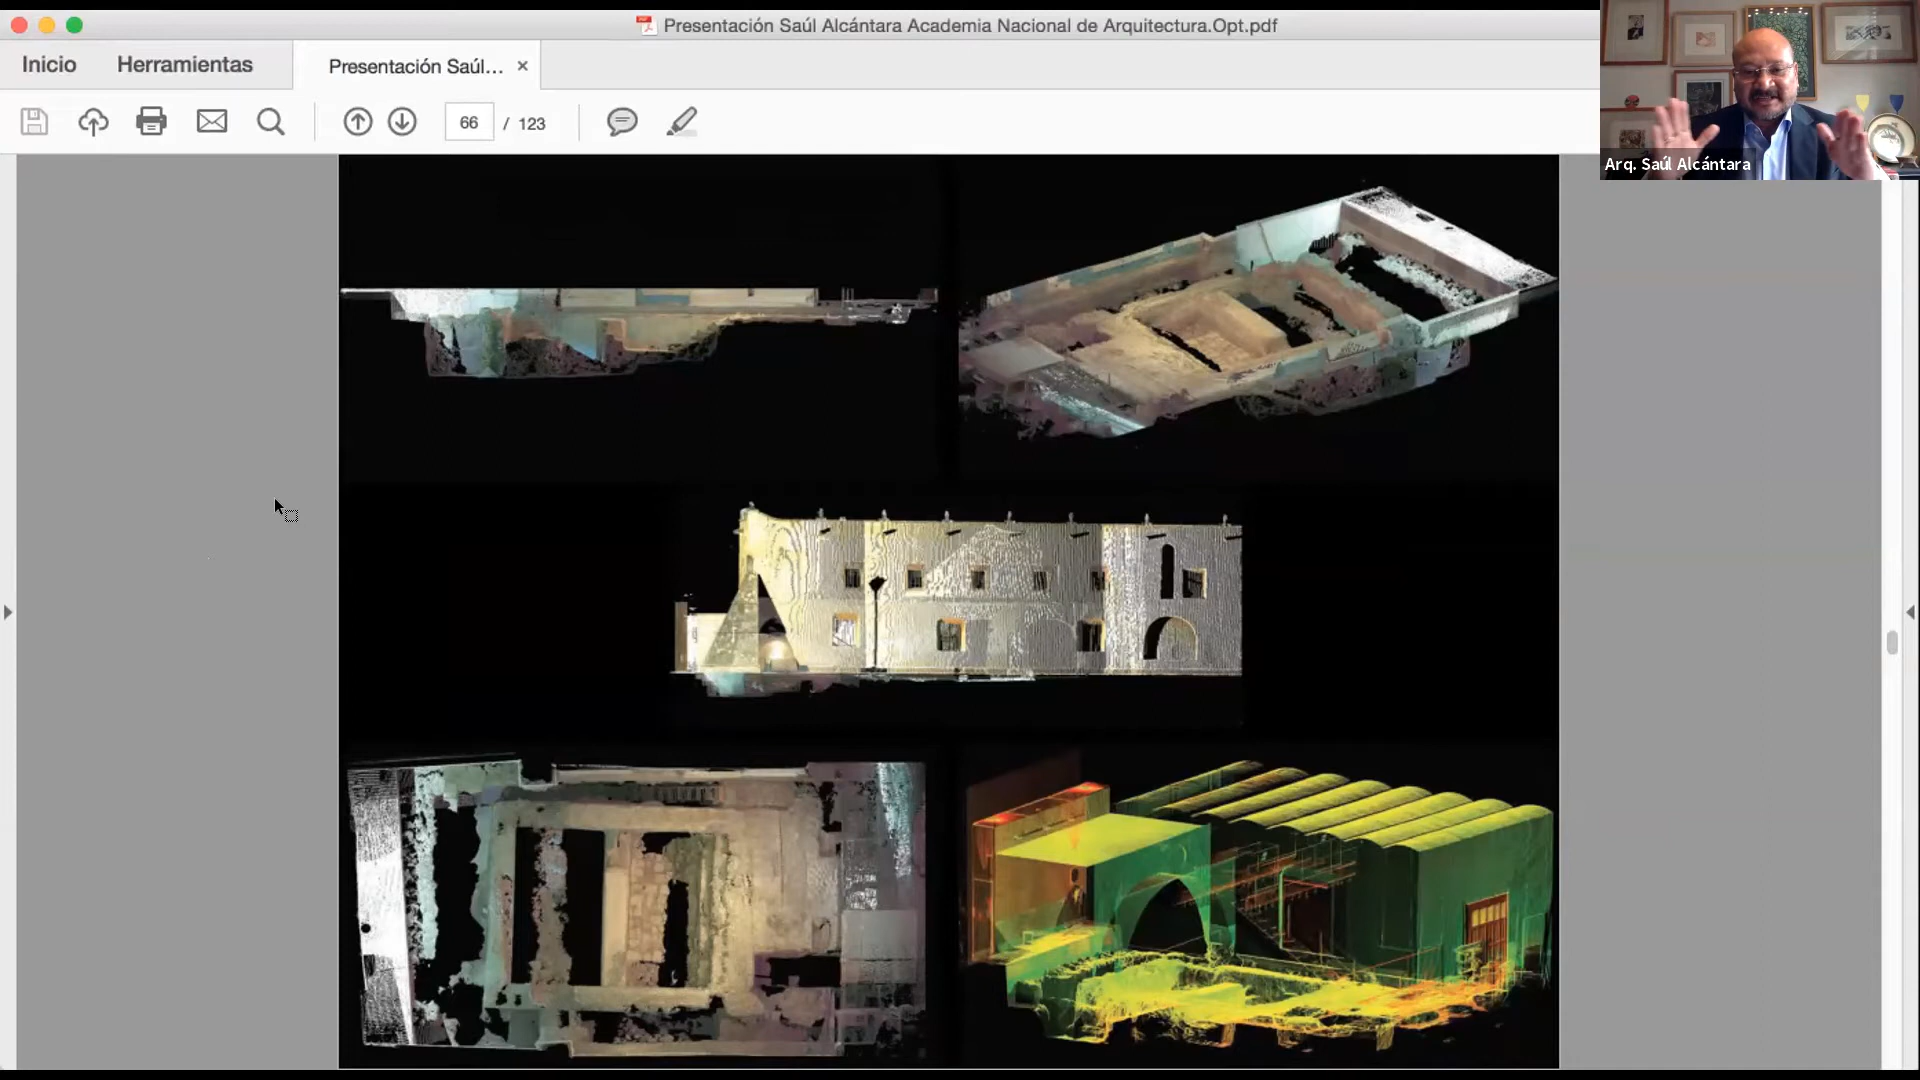 Presentación Saúl Alcántara Academia Nacional de Arquitectura.Opt.pdf
Inicio
Herramientas
Presentación Saúl...
66 / 123
Arq. Saúl Alcántara